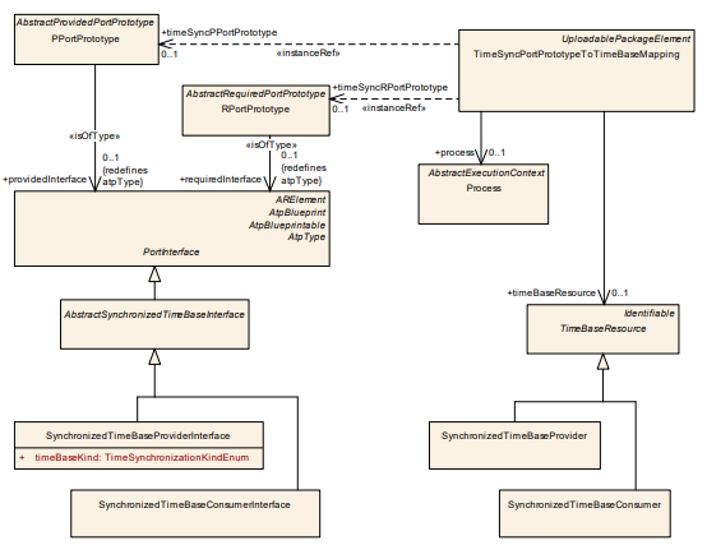 AbstractProvidedPortPrototype
PPortPrototype
+timeSyncPPortPrototype
0..1
«instanceRef»
UploadablePackageElement
TimeSyncPortPrototypeToTimeBaseMapping
AbstractRequiredPortPrototype
RPortPrototype
+timeSyncRPortPrototype
0..1
«instanceRef»
«isOfType»
0..1
{redefines
atpType}
+providedInterface
«isOfType»
0..1
{redefines
atpType}
+requiredInterface
+process
0..1
AbstractExecutionContext
Process
ARElement
AtpBlueprint
AtpBlueprintable
AtpType
PortInterface
+timeBaseResource
0..1
AbstractSynchronizedTimeBaseInterface
Identifiable
TimeBaseResource
SynchronizedTimeBaseProviderInterface
+ timeBaseKind: TimeSynchronizationKindEnum
SynchronizedTimeBaseProvider
SynchronizedTimeBaseConsumerInterface
SynchronizedTimeBaseConsumer